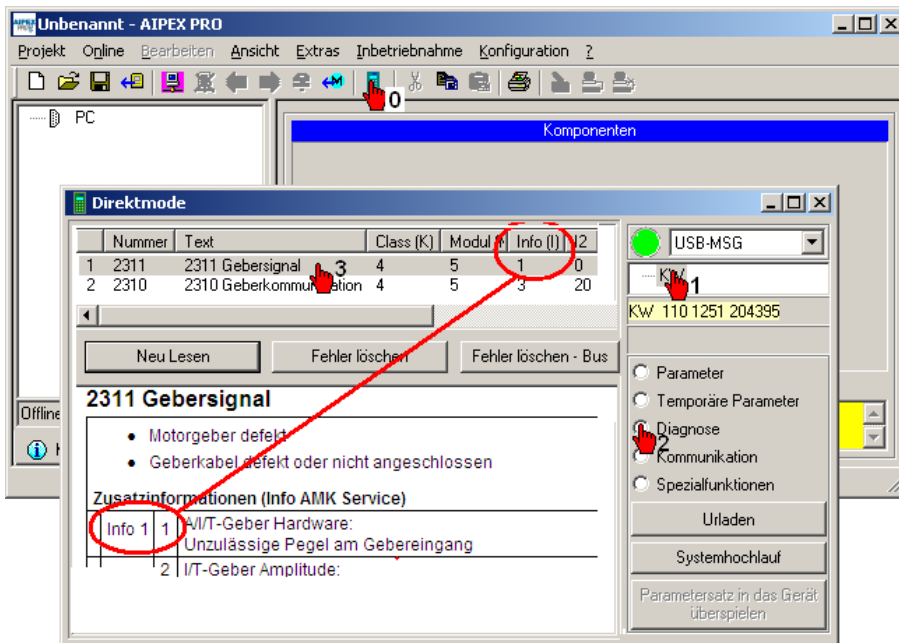 Unbenannt - AIPEX PRO
Projekt Online Bearbeiten Ansicht Extras Inbetriebnahme Konfiguration ?
0
PC
Komponenten
Direktmode
Nummer Text Class (K) Modul Info (I) I2
1 2311 2311 Gebersignal 4 5 1 0
3
2 2310 2310 Geberkommunikation 4 5 3 20
Neu Lesen Fehler löschen Fehler löschen - Bus
2311 Gebersignal
• Motorgeber defekt
• Geberkabel defekt oder nicht angeschlossen
Zusatzinformationen (Info AMK Service)
Info 1 1 A/I/T-Geber Hardware:
Unzulässige Pegel am Gebereingang
2 I/T-Geber Amplitude:
USB-MSG
KW
1
KW 110 1251 204395
Parameter
Temporäre Parameter
Diagnose
2
Kommunikation
Spezialfunktionen
Urladen
Systemhochlauf
Parametersatz in das Gerät
überspielen
Offline